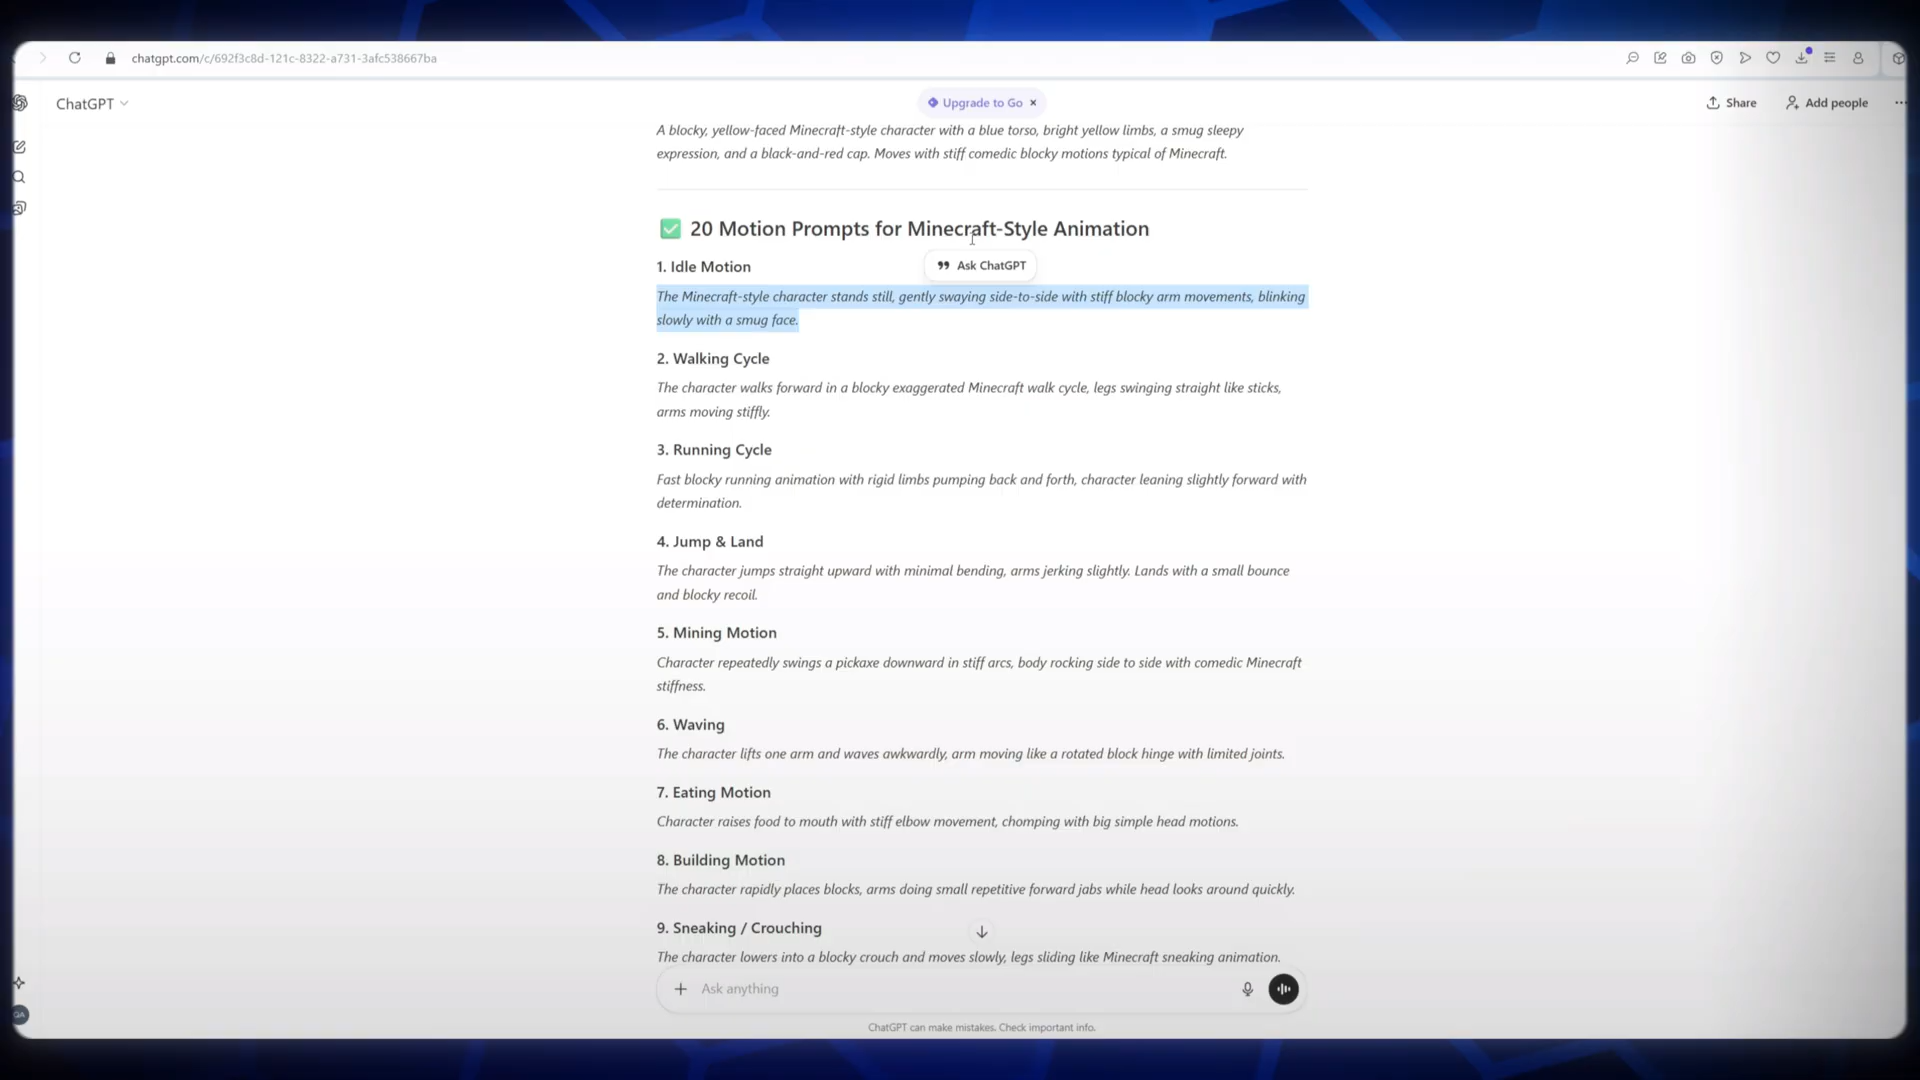 chatgpt.com/c/692f3c8d-121c-8322-a731-3afc538667ba
ChatGPT
Upgrade to Go ×
Share
Add people
A blocky, yellow-faced Minecraft-style character with a blue torso, bright yellow limbs, a smug sleepy
expression, and a black-and-red cap. Moves with stiff comedic blocky motions typical of Minecraft.
✅ 20 Motion Prompts for Minecraft-Style Animation
1. Idle Motion
Ask ChatGPT
The Minecraft-style character stands still, gently swaying side-to-side with stiff blocky arm movements, blinking
slowly with a smug face.
2. Walking Cycle
The character walks forward in a blocky exaggerated Minecraft walk cycle, legs swinging straight like sticks,
arms moving stiffly.
3. Running Cycle
Fast blocky running animation with rigid limbs pumping back and forth, character leaning slightly forward with
determination.
4. Jump & Land
The character jumps straight upward with minimal bending, arms jerking slightly. Lands with a small bounce
and blocky recoil.
5. Mining Motion
Character repeatedly swings a pickaxe downward in stiff arcs, body rocking side to side with comedic Minecraft
stiffness.
6. Waving
The character lifts one arm and waves awkwardly, arm moving like a rotated block hinge with limited joints.
7. Eating Motion
Character raises food to mouth with stiff elbow movement, chomping with big simple head motions.
8. Building Motion
The character rapidly places blocks, arms doing small repetitive forward jabs while head looks around quickly.
9. Sneaking / Crouching
The character lowers into a blocky crouch and moves slowly, legs sliding like Minecraft sneaking animation.
Ask anything
ChatGPT can make mistakes. Check important info.